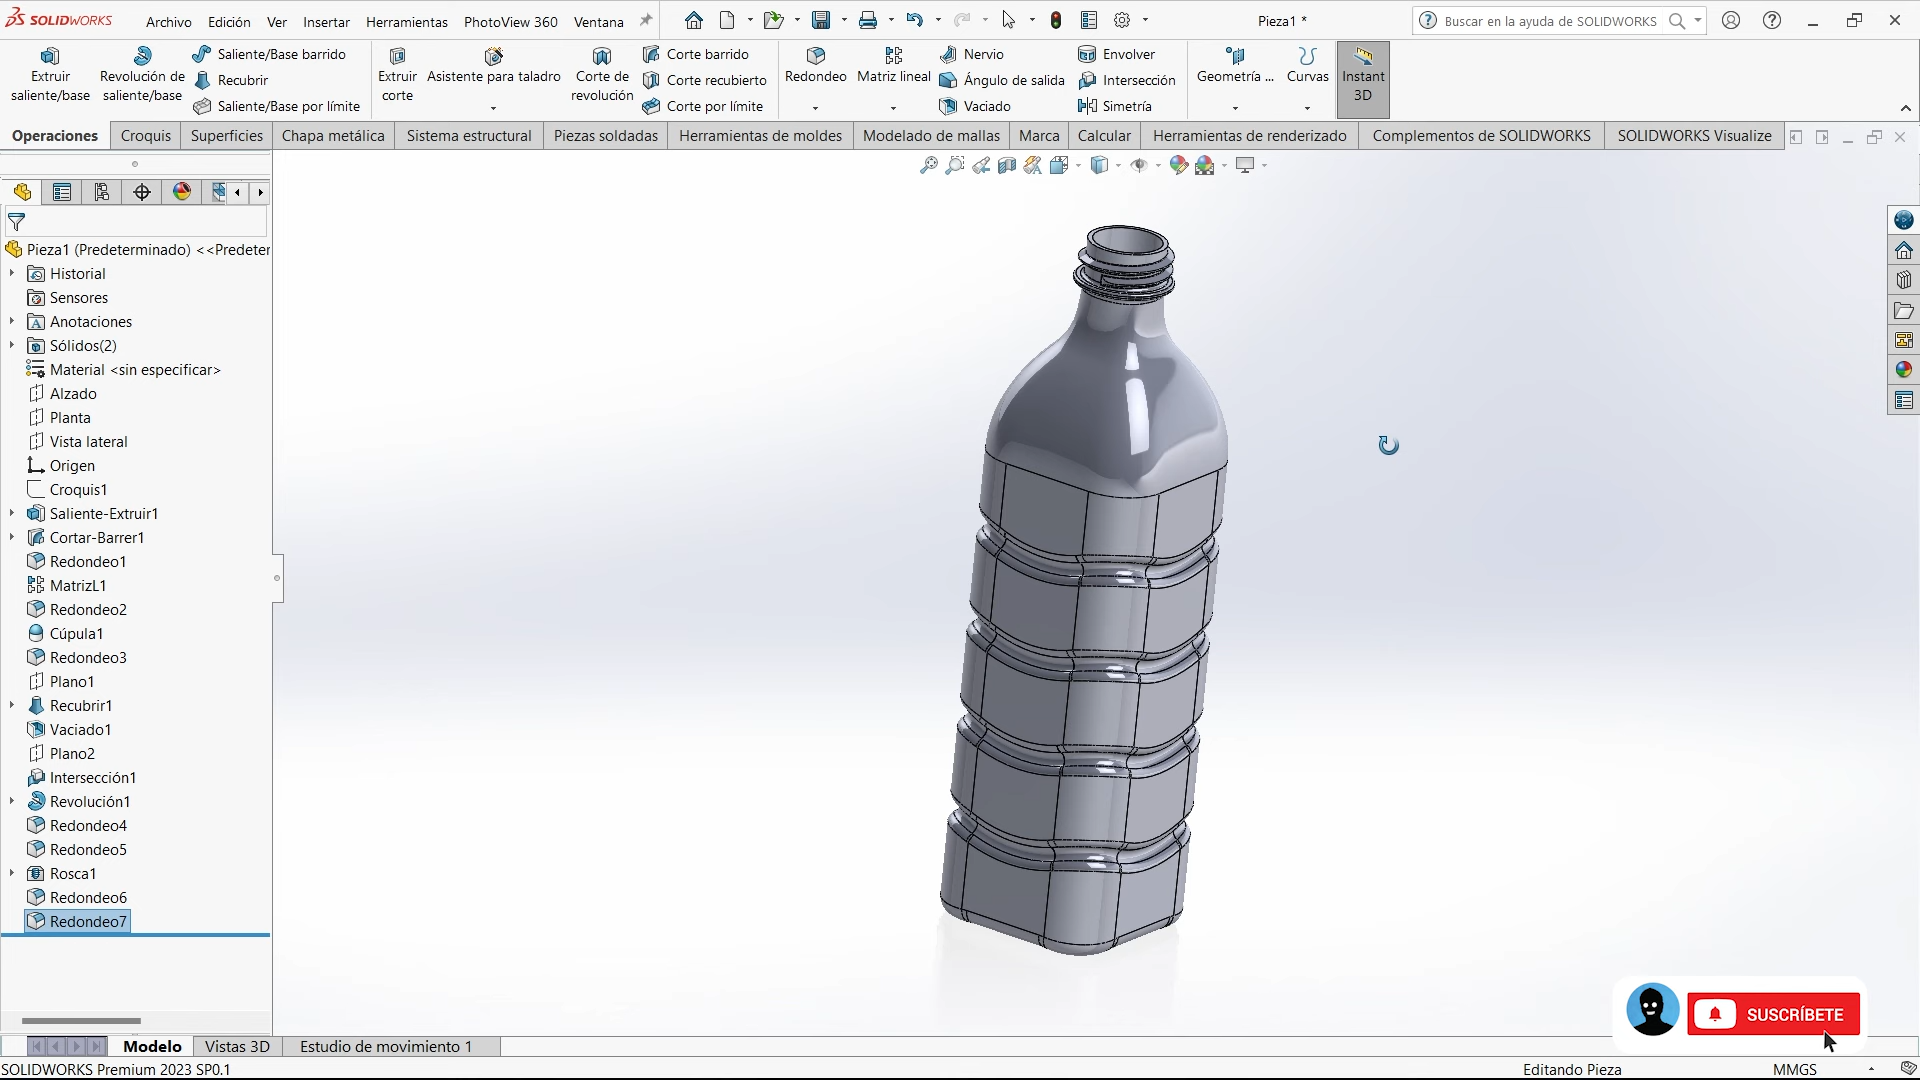 SOLIDWORKS Archivo Edición Ver Insertar Herramientas PhotoView 360 Ventana Pieza1 * Buscar en la ayuda de SOLIDWORKS
Extruir saliente/base
Revolución de saliente/base
Saliente/Base barrido
Recubrir
Saliente/Base por límite
Extruir corte
Asistente para taladro
Corte de revolución
Corte barrido
Corte recubierto
Corte por límite
Redondeo
Matriz lineal
Nervio
Ángulo de salida
Vaciado
Envolver
Intersección
Simetría
Geometría ...
Curvas
Instant 3D
Operaciones Croquis Superficies Chapa metálica Sistema estructural Piezas soldadas Herramientas de moldes Modelado de mallas Marca Calcular Herramientas de renderizado Complementos de SOLIDWORKS SOLIDWORKS Visualize
Pieza1 (Predeterminado) <<Predeter
Historial
Sensores
Anotaciones
Sólidos(2)
Material <sin especificar>
Alzado
Planta
Vista lateral
Origen
Croquis1
Saliente-Extruir1
Cortar-Barrer1
Redondeo1
MatrizL1
Redondeo2
Cúpula1
Redondeo3
Plano1
Recubrir1
Vaciado1
Plano2
Intersección1
Revolución1
Redondeo4
Redondeo5
Rosca1
Redondeo6
Redondeo7
SUSCRÍBETE
Modelo Vistas 3D Estudio de movimiento 1
SOLIDWORKS Premium 2023 SP0.1 Editando Pieza MMGS